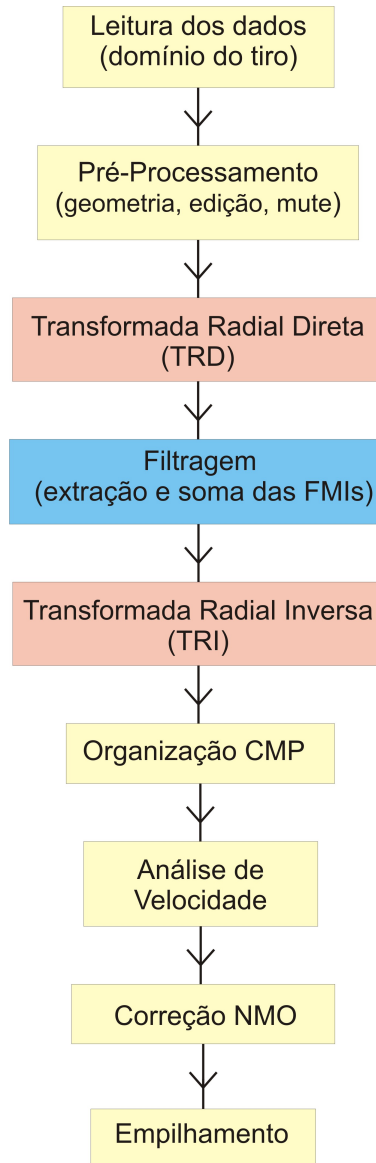 Leitura dos dados
(domínio do tiro)
Pré-Processamento
(geometria, edição, mute)
Transformada Radial Direta
(TRD)
Filtragem
(extração e soma das FMIs)
Transformada Radial Inversa
(TRI)
Organização CMP
Análise de
Velocidade
Correção NMO
Empilhamento